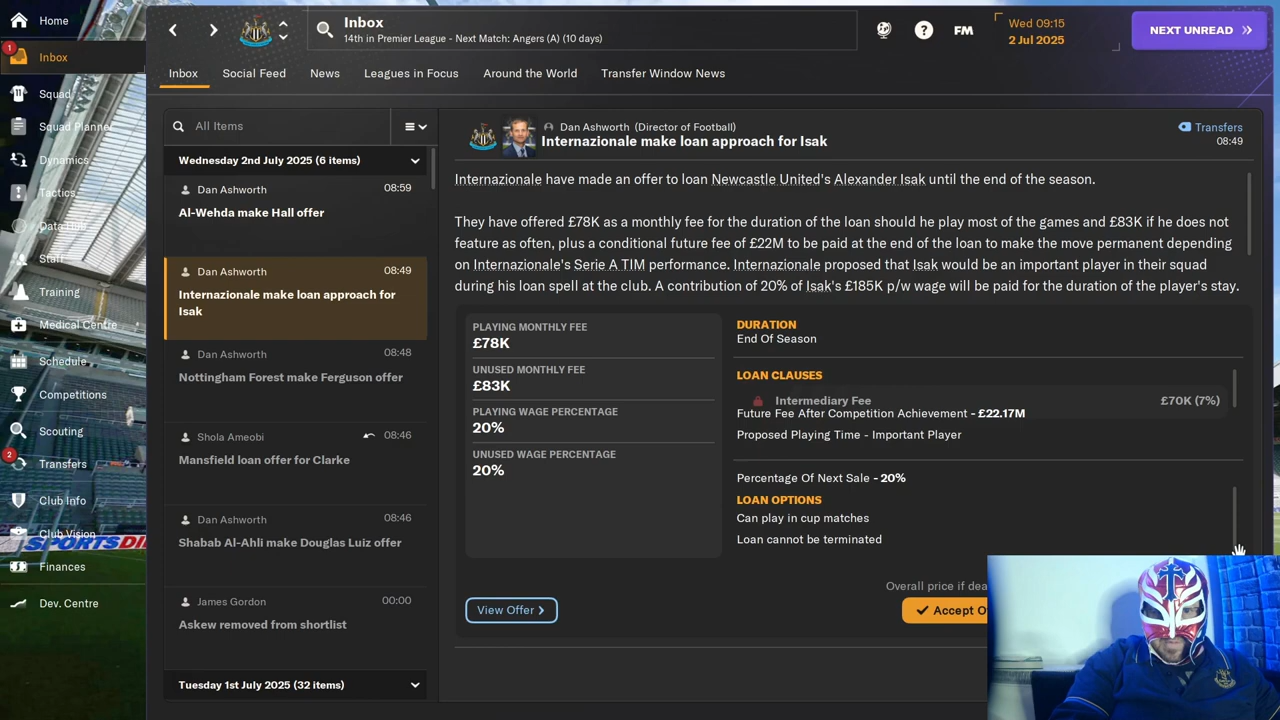 Home
1
Inbox
Squad
Squad Planner
Dynamics
Tactics
Data Hub
Staff
Training
Medical Centre
Schedule
Competitions
Scouting
2
Transfers
Club Info
Club Vision
SPORTS DI
Finances
Dev. Centre
Inbox
14th in Premier League - Next Match: Angers (A) (10 days)
?
FM
Wed 09:15
2 Jul 2025
NEXT UNREAD
Inbox
Social Feed
News
Leagues in Focus
Around the World
Transfer Window News
All Items
Wednesday 2nd July 2025 (6 items)
Dan Ashworth 08:59
Al-Wehda make Hall offer
Dan Ashworth 08:49
Internazionale make loan approach for
Isak
Dan Ashworth 08:48
Nottingham Forest make Ferguson offer
Shola Ameobi 08:46
Mansfield loan offer for Clarke
Dan Ashworth 08:46
Shabab Al-Ahli make Douglas Luiz offer
James Gordon 00:00
Askew removed from shortlist
Tuesday 1st July 2025 (32 items)
Dan Ashworth (Director of Football)
Internazionale make loan approach for Isak
Transfers
08:49
Internazionale have made an offer to loan Newcastle United's Alexander Isak until the end of the season.
They have offered £78K as a monthly fee for the duration of the loan should he play most of the games and £83K if he does not
feature as often, plus a conditional future fee of £22M to be paid at the end of the loan to make the move permanent depending
on Internazionale's Serie A TIM performance. Internazionale proposed that Isak would be an important player in their squad
during his loan spell at the club. A contribution of 20% of Isak's £185K p/w wage will be paid for the duration of the player's stay.
PLAYING MONTHLY FEE
£78K
UNUSED MONTHLY FEE
£83K
PLAYING WAGE PERCENTAGE
20%
UNUSED WAGE PERCENTAGE
20%
DURATION
End Of Season
LOAN CLAUSES
Intermediary Fee £70K (7%)
Future Fee After Competition Achievement - £22.17M
Proposed Playing Time - Important Player
Percentage Of Next Sale - 20%
LOAN OPTIONS
Can play in cup matches
Loan cannot be terminated
Overall price if dea
View Offer
Accept O